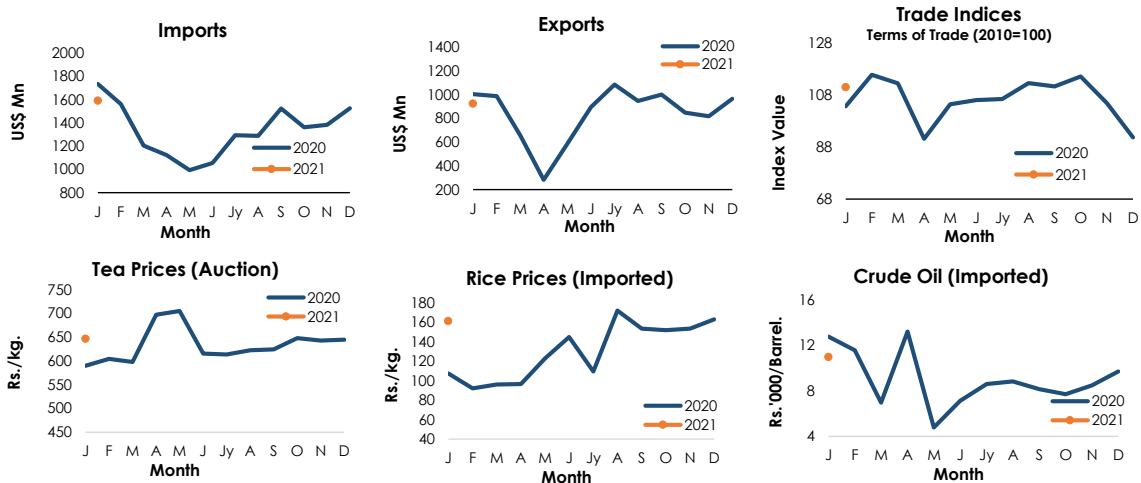 Imports
US$ Mn
2000
1800
1600
1400
1200
1000
800
2020
2021
J F M A M J Jy A S O N D
Month
Exports
US$ Mn
1400
1200
1000
800
600
400
200
2020
2021
J F M A M J Jy A S O N D
Month
Trade Indices
Terms of Trade (2010=100)
Index Value
128
108
88
68
2020
2021
J F M A M J Jy A S O N D
Month
Tea Prices (Auction)
Rs./kg.
750
700
650
600
550
500
450
2020
2021
J F M A M J Jy A S O N D
Month
Rice Prices (Imported)
Rs./kg.
180
160
140
120
100
80
60
40
2020
2021
J F M A M J Jy A S O N D
Month
Crude Oil (Imported)
Rs.'000/Barrel.
16
12
8
4
2020
2021
J F M A M J Jy A S O N D
Month